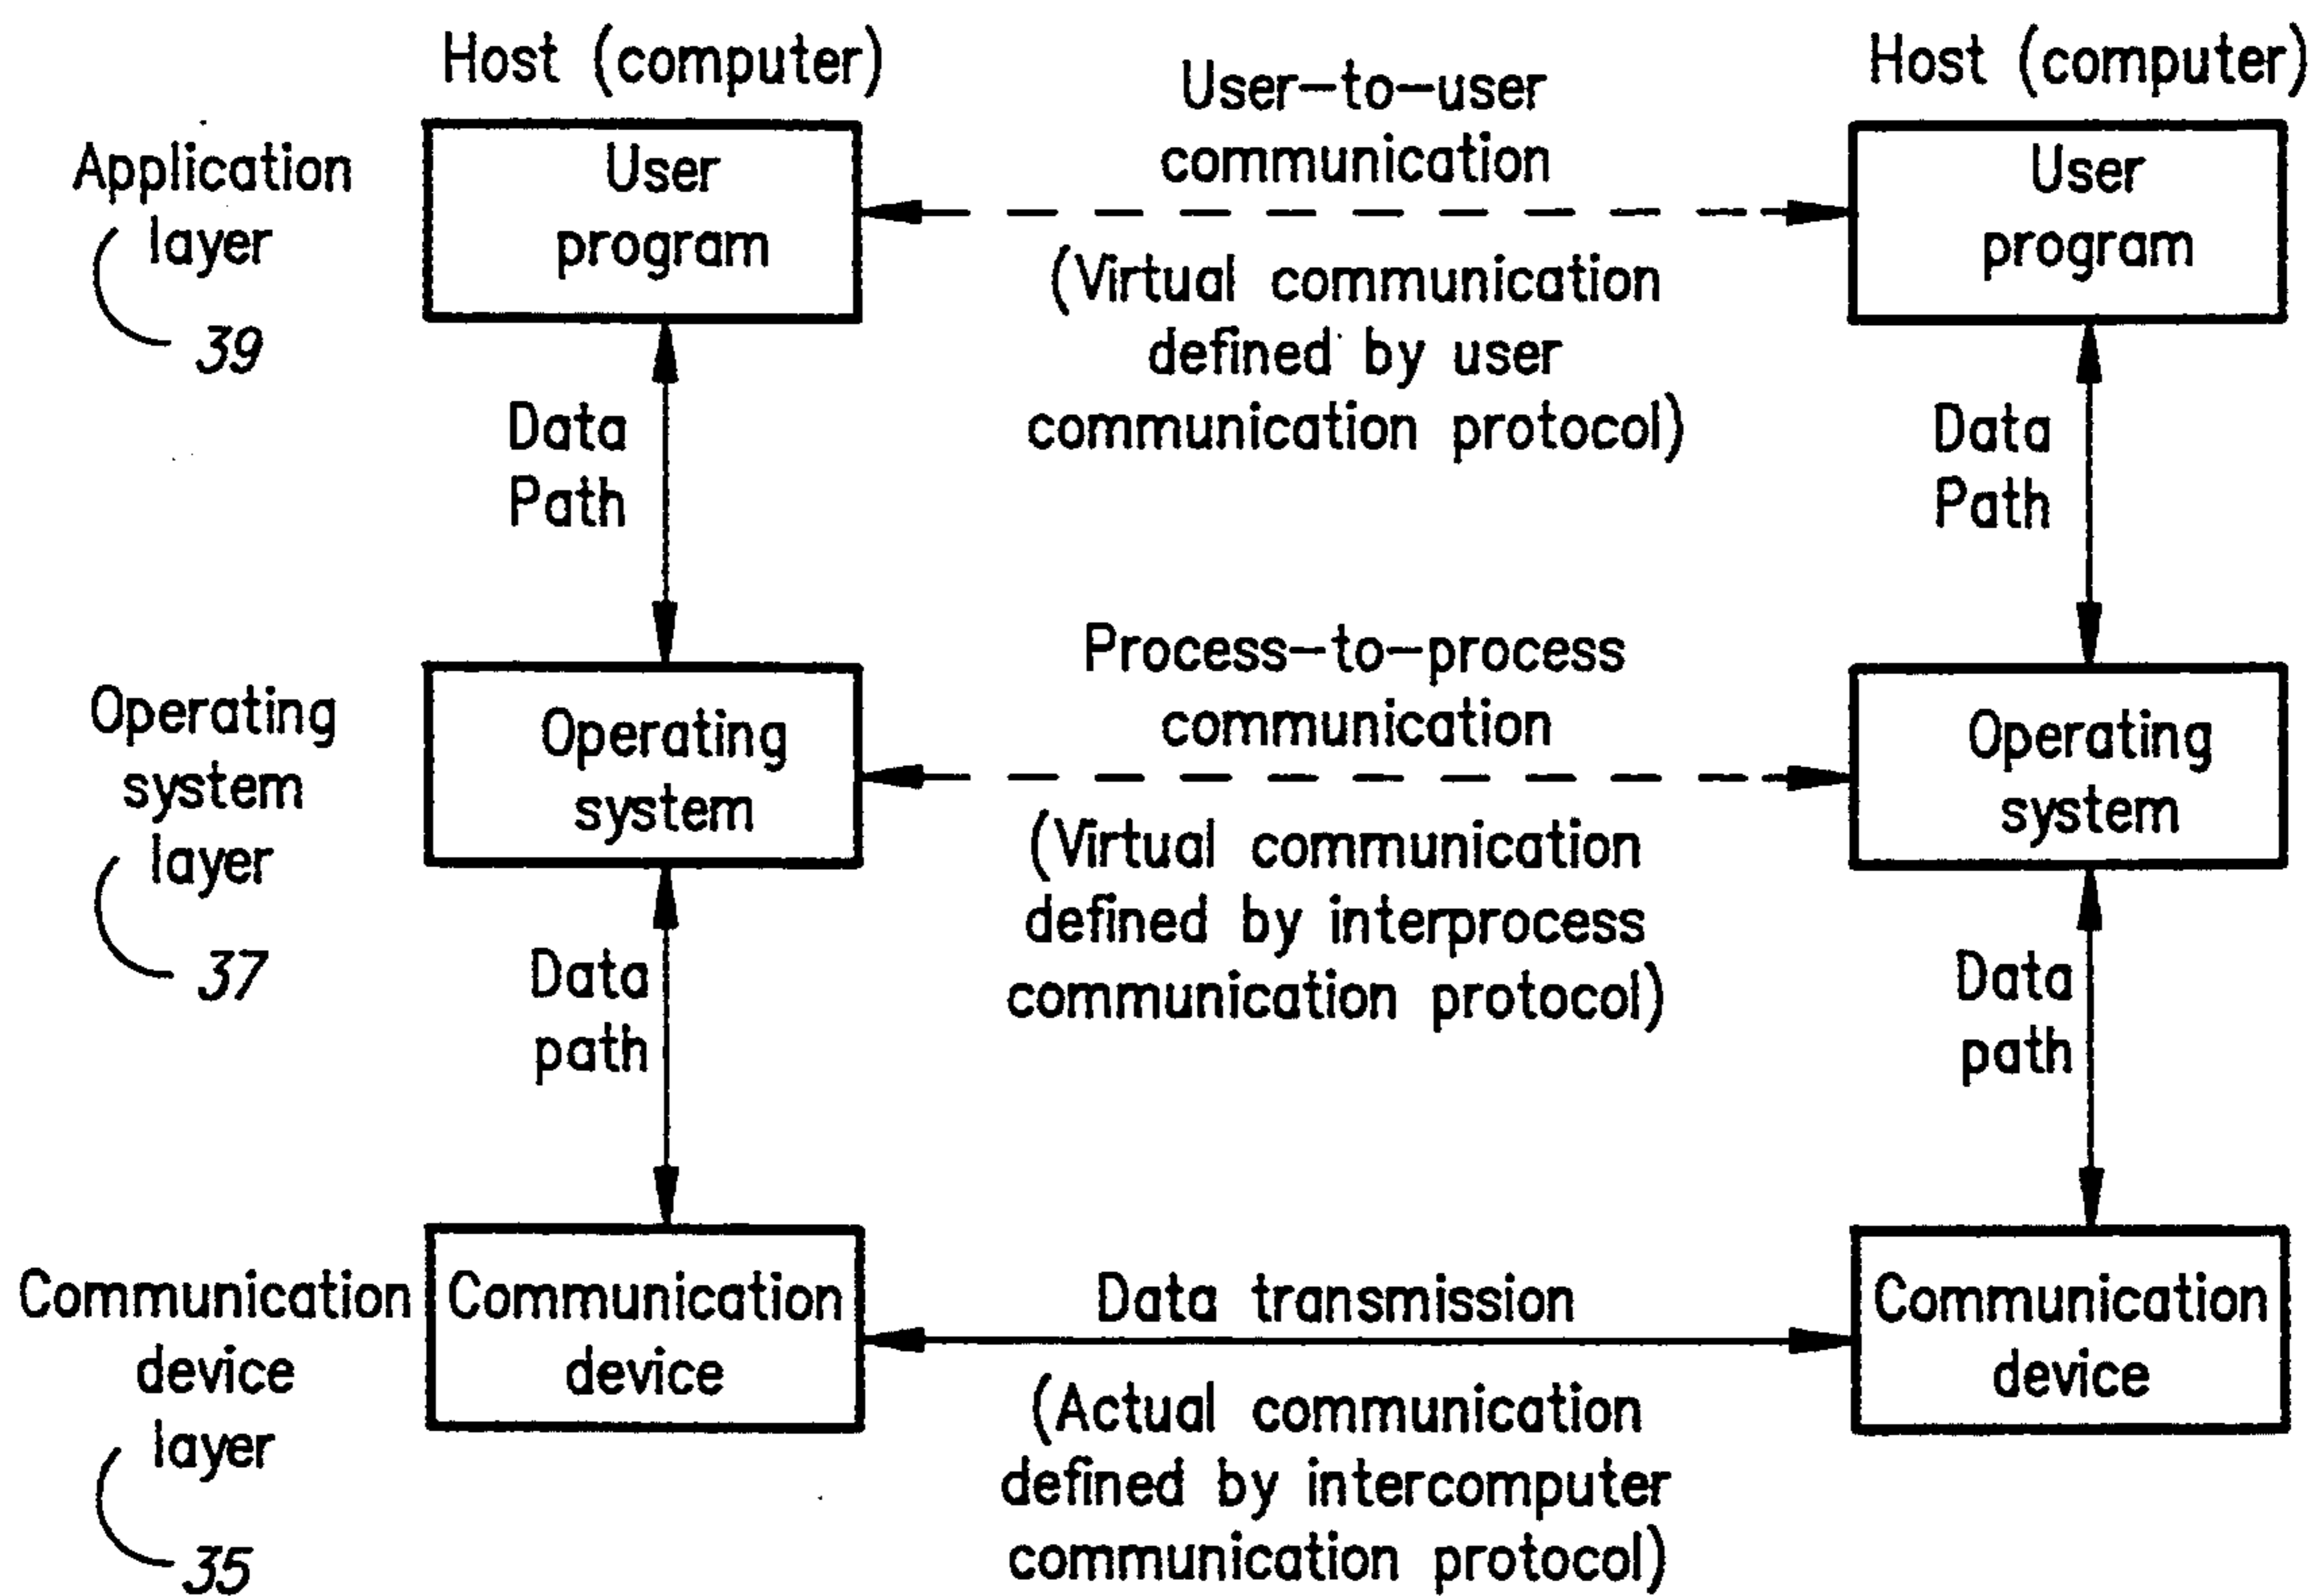 Host (computer)
Host (computer)
User-to-user
communication
Application
layer
39
User
program
User
program
(Virtual communication
defined by user
communication protocol)
Data
Path
Data
Path
Process-to-process
communication
Operating
system
layer
37
Operating
system
Operating
system
(Virtual communication
defined by interprocess
communication protocol)
Data
path
Data
path
Communication
device
layer
35
Communication
device
Data transmission
Communication
device
(Actual communication
defined by intercomputer
communication protocol)